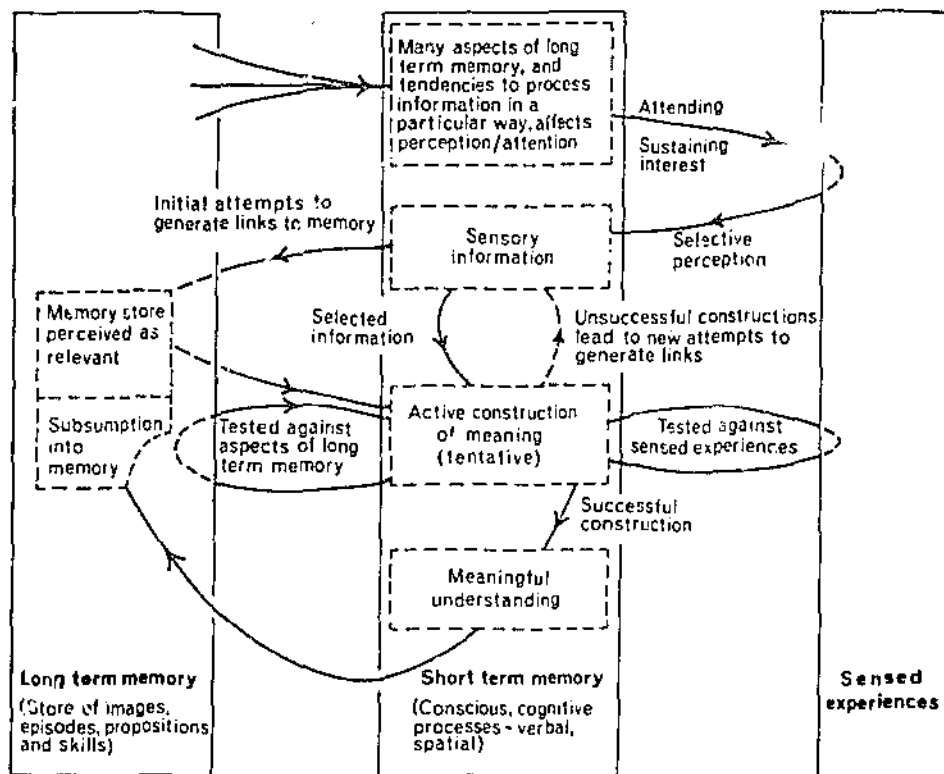 Many aspects of long
term memory, and
tendencies to process
information in a
particular way, affects
perception/attention
Attending
Sustaining
interest
Initial attempts to
generate links to memory
Sensory
information
Selective
perception
Memory store
perceived as
relevant
Selected
information
Unsuccessful constructions
lead to new attempts to
generate links
Subsumption
into
memory
Tested against
aspects of long
term memory
Active construction
of meaning
(tentative)
Tested against
sensed experiences
Successful
construction
Meaningful
understanding
Long term memory
(Store of images,
episodes, propositions
and skills)
Short term memory
(Conscious, cognitive
processes - verbal,
spatial)
Sensed
experiences